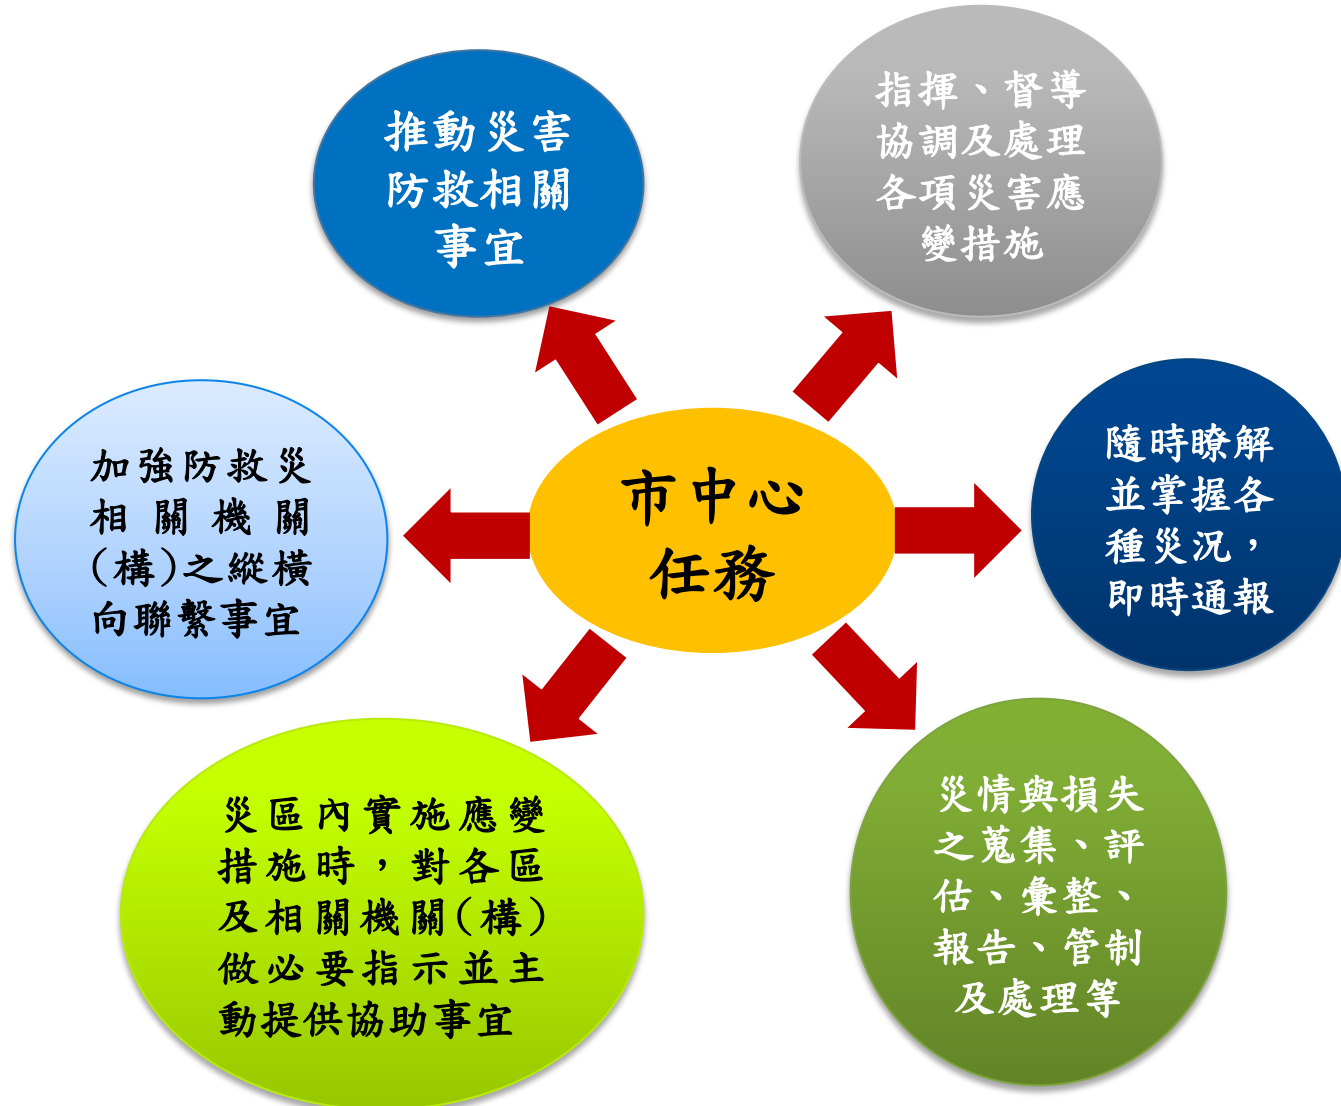 推動災害
防救相關
事宜
指揮、督導
協調及處理
各項災害應
變措施
加強防救災
相關機關
(構)之縱橫
向聯繫事宜
市中心
任務
隨時瞭解
並掌握各
種災況，
即時通報
災區內實施應變
措施時，對各區
及相關機關(構)
做必要指示並主
動提供協助事宜
災情與損失
之蒐集、評
估、彙整、
報告、管制
及處理等